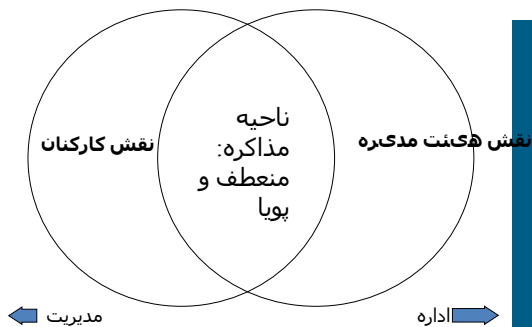 نقش هیئت مدیره
ناحیه
مذاکره:
منعطف و
پویا
نقش کارکنان
اداره
مدیریت